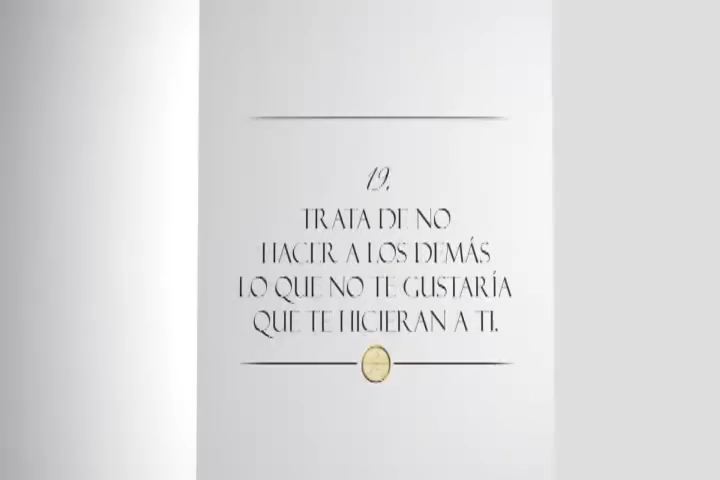 19.
TRATA DE NO
HACER A LOS DEMÁS
LO QUE NO TE GUSTARÍA
QUE TE HICIERAN A TI.